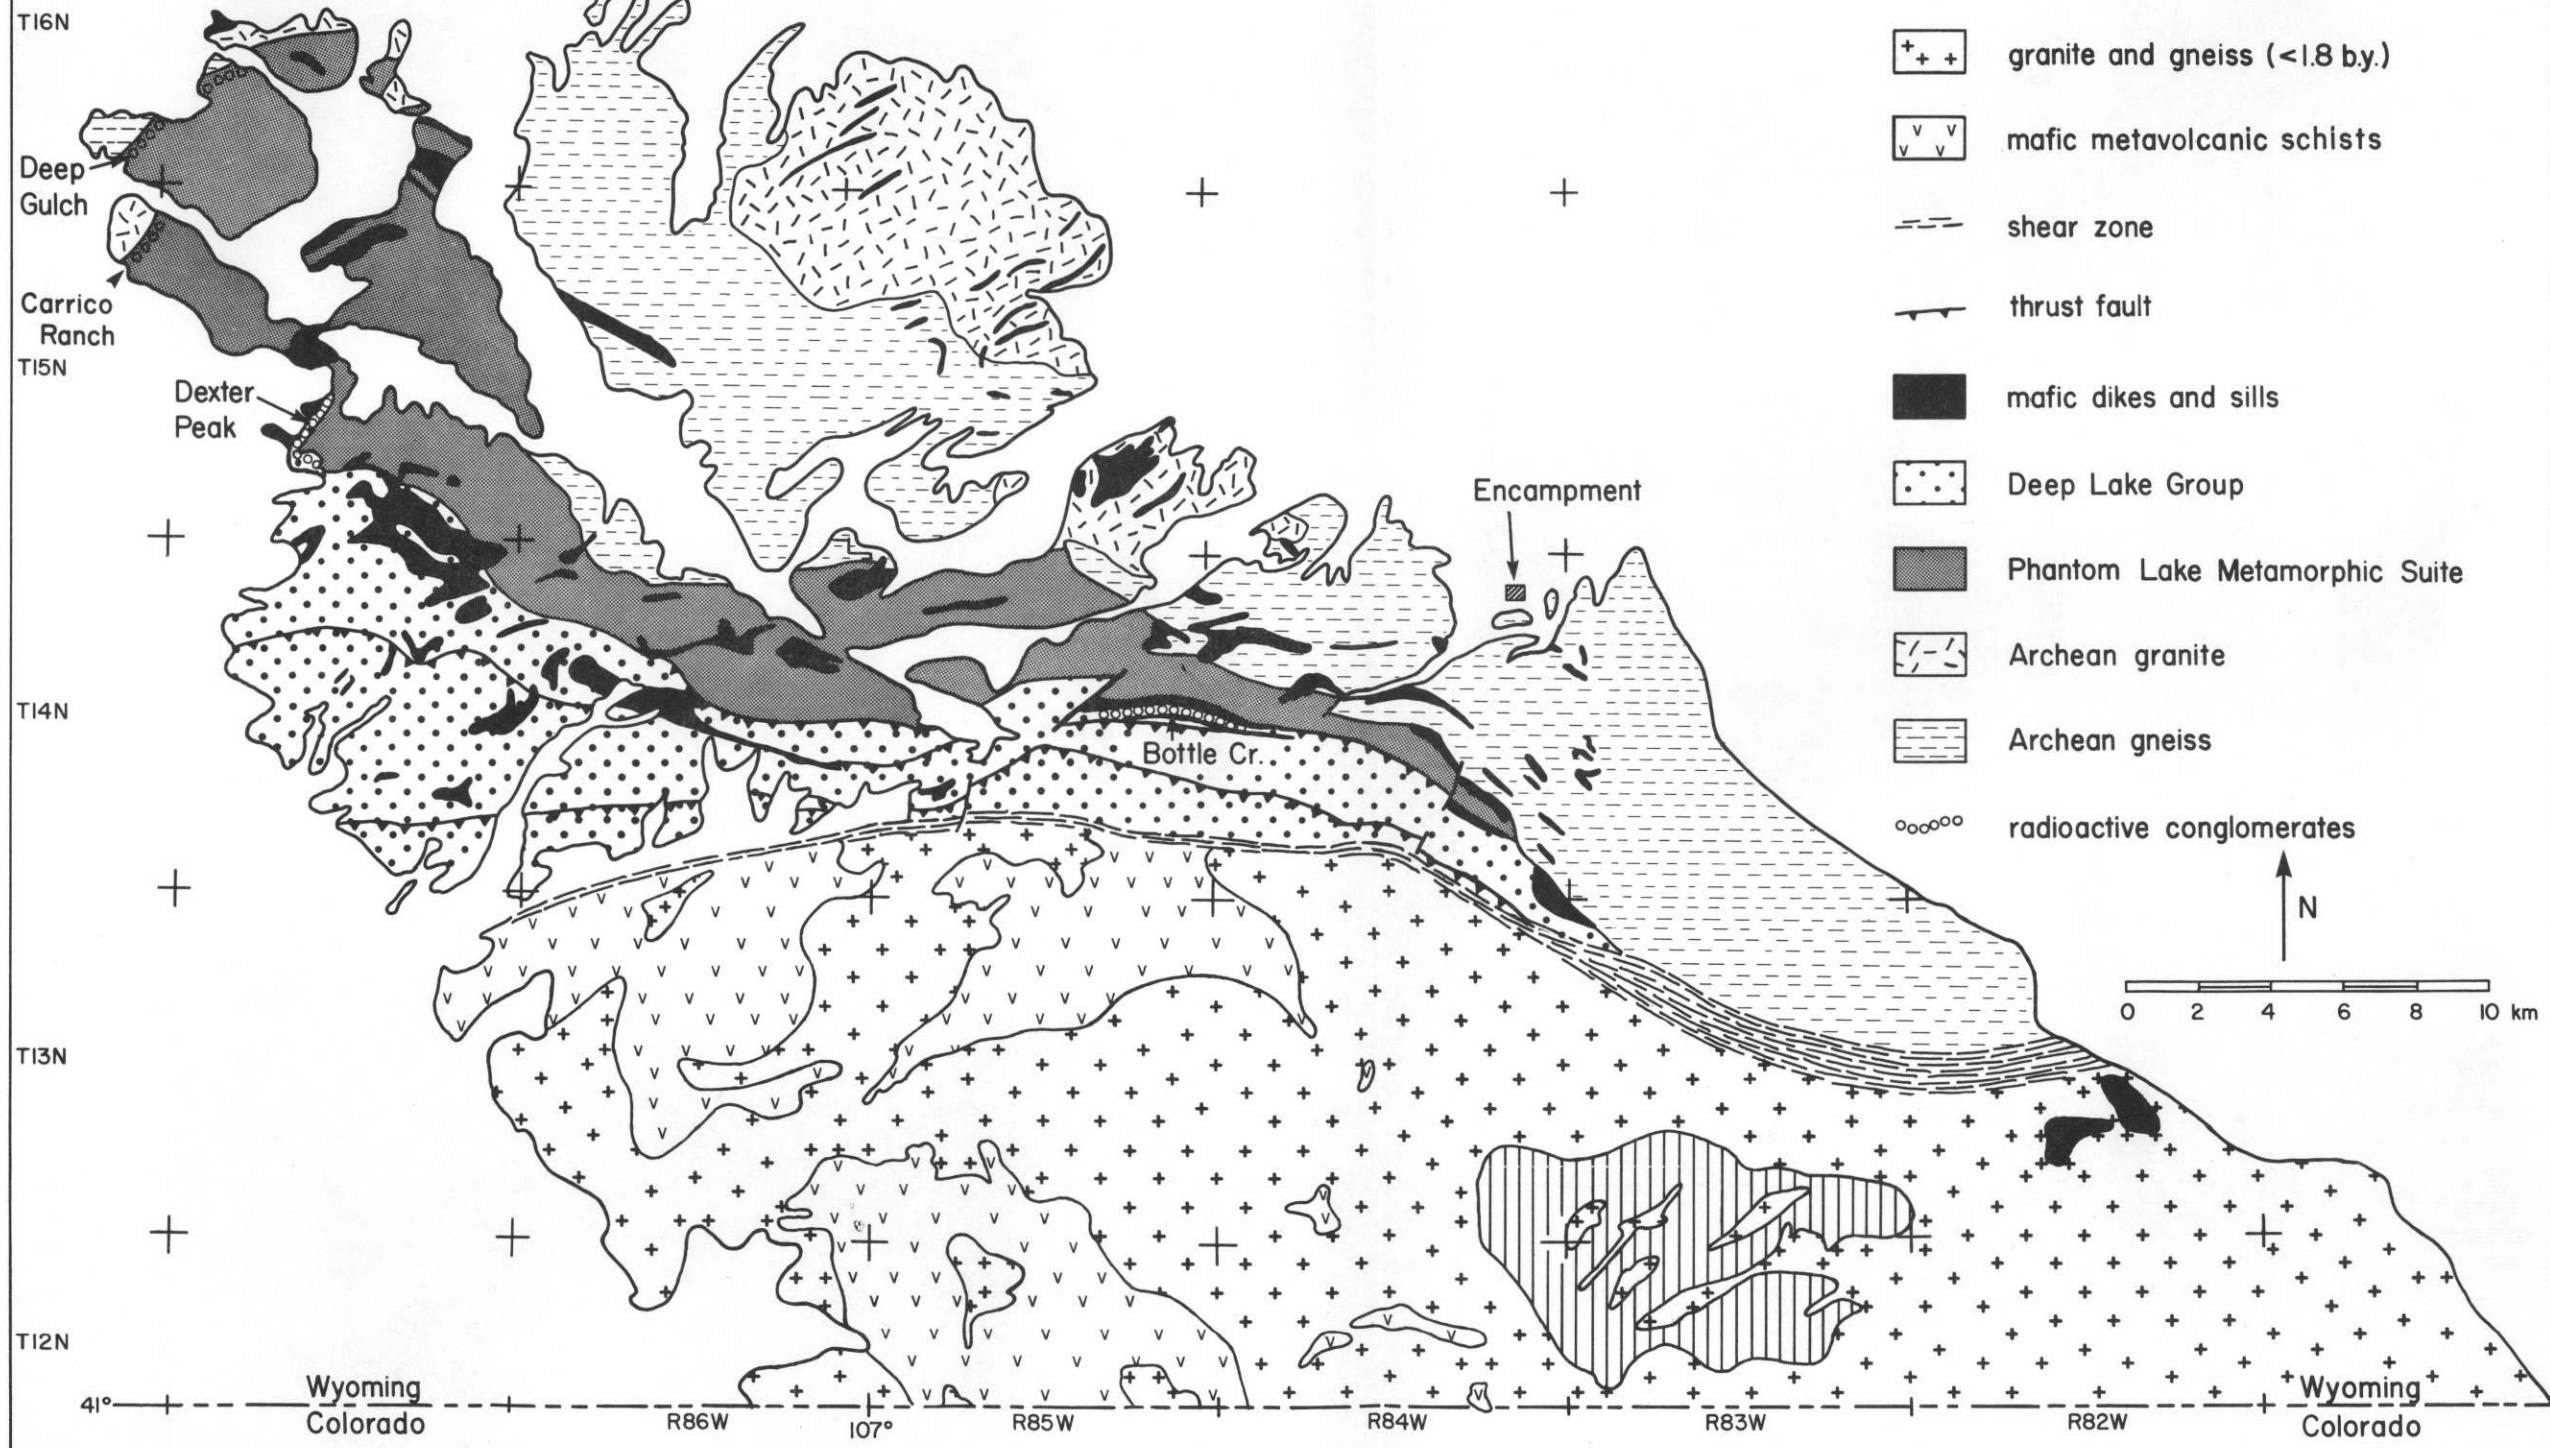 T16N
Deep
Gulch
Carrico
Ranch
T15N
Dexter
Peak
Encampment
T14N
Bottle Cr.
T13N
T12N
41°
Wyoming
Colorado
R86W
107°
R85W
R84W
R83W
R82W
Wyoming
Colorado
granite and gneiss (<1.8 b.y.)
mafic metavolcanic schists
shear zone
thrust fault
mafic dikes and sills
Deep Lake Group
Phantom Lake Metamorphic Suite
Archean granite
Archean gneiss
radioactive conglomerates
N
0 2 4 6 8 10 km